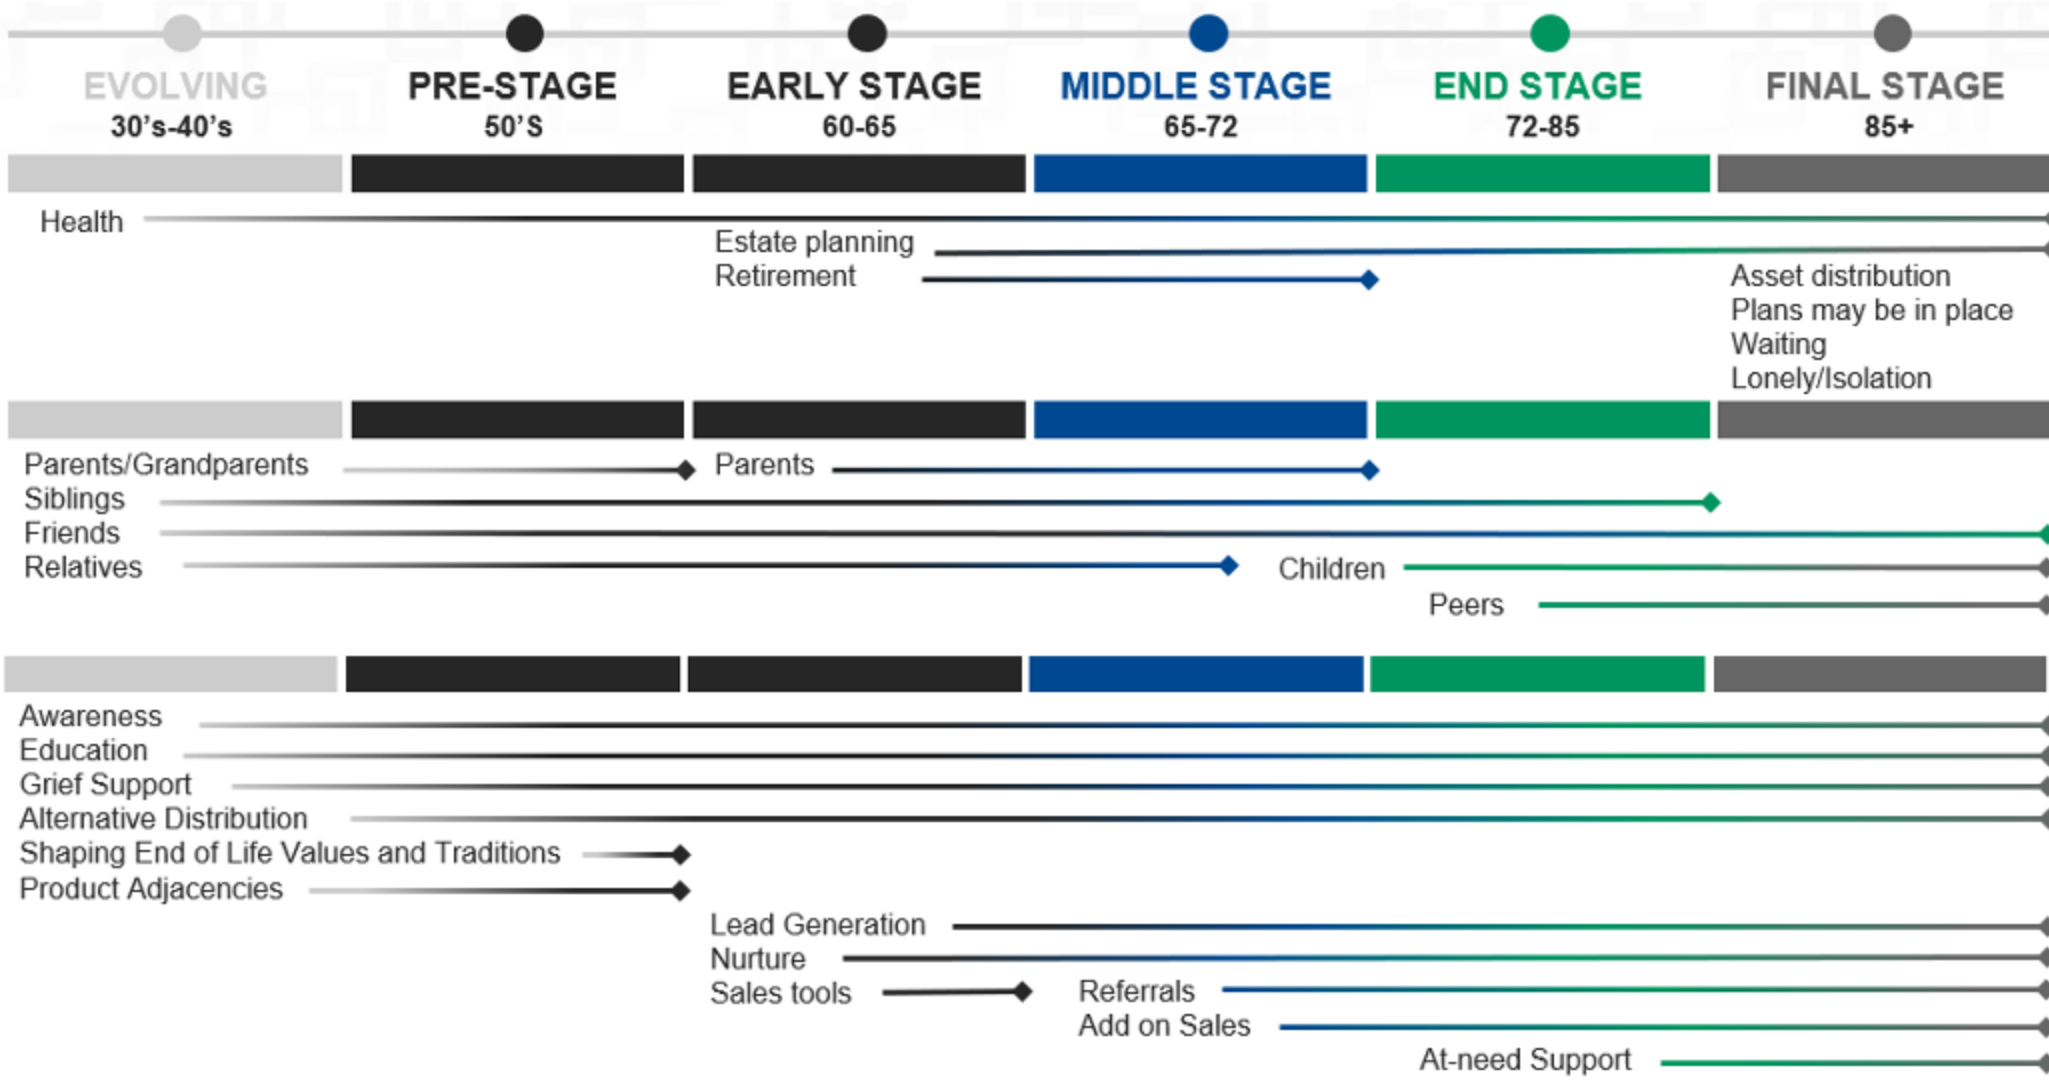 EVOLVING PRE-STAGE EARLY STAGE MIDDLE STAGE END STAGE FINAL STAGE
30's-40's 50'S 60-65 65-72 72-85 85+
Health
Estate planning
Retirement
Asset distribution
Plans may be in place
Waiting
Lonely/Isolation
Parents/Grandparents Parents
Siblings
Friends
Relatives Children
Peers
Awareness
Education
Grief Support
Alternative Distribution
Shaping End of Life Values and Traditions
Product Adjacencies
Lead Generation
Nurture
Sales tools Referrals
Add on Sales
At-need Support